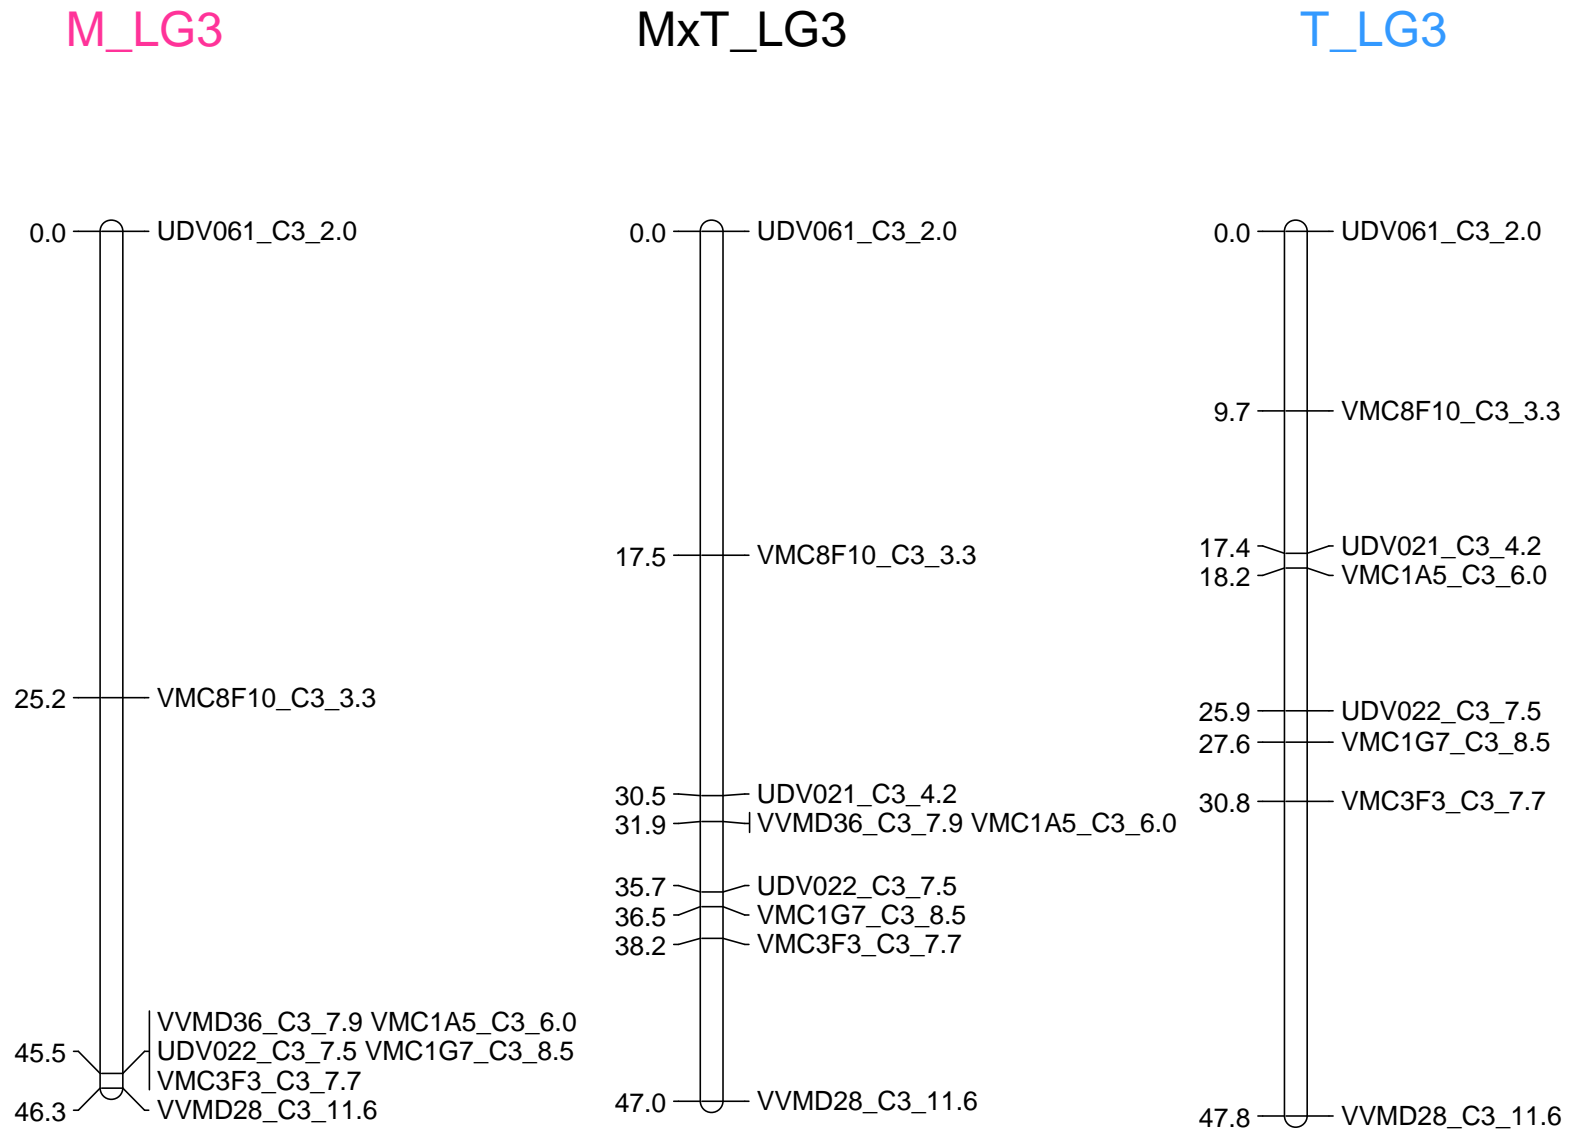 M_LG3
0.0 UDV061_C3_2.0
25.2 VMC8F10_C3_3.3
VVMD36_C3_7.9 VMC1A5_C3_6.0
45.5 UDV022_C3_7.5 VMC1G7_C3_8.5
VMC3F3_C3_7.7
46.3 VVMD28_C3_11.6
MxT_LG3
0.0 UDV061_C3_2.0
17.5 VMC8F10_C3_3.3
30.5 UDV021_C3_4.2
31.9 VVMD36_C3_7.9 VMC1A5_C3_6.0
35.7 UDV022_C3_7.5
36.5 VMC1G7_C3_8.5
38.2 VMC3F3_C3_7.7
47.0 VVMD28_C3_11.6
T_LG3
0.0 UDV061_C3_2.0
9.7 VMC8F10_C3_3.3
17.4 UDV021_C3_4.2
18.2 VMC1A5_C3_6.0
25.9 UDV022_C3_7.5
27.6 VMC1G7_C3_8.5
30.8 VMC3F3_C3_7.7
47.8 VVMD28_C3_11.6